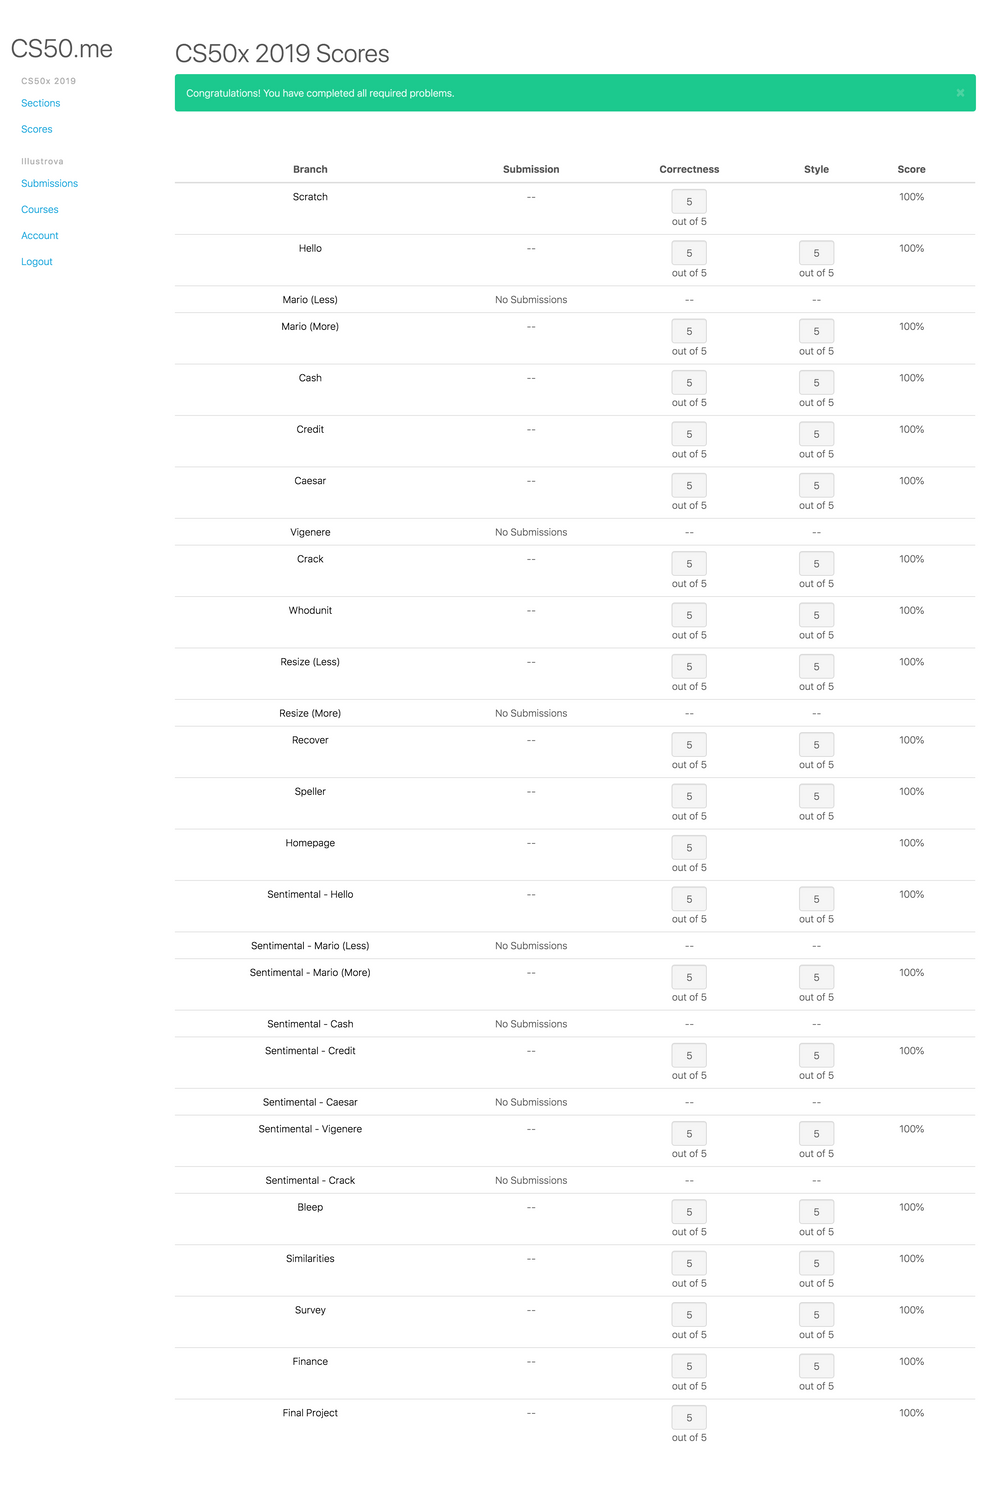 CS50.me
CS50x 2019
Sections
Scores
Illustrova
Submissions
Courses
Account
Logout
CS50x 2019 Scores
Congratulations! You have completed all required problems. ✖
Branch Submission Correctness Style Score
Scratch -- 5 100%
out of 5
Hello -- 5 5 100%
out of 5 out of 5
Mario (Less) No Submissions -- --
Mario (More) -- 5 5 100%
out of 5 out of 5
Cash -- 5 5 100%
out of 5 out of 5
Credit -- 5 5 100%
out of 5 out of 5
Caesar -- 5 5 100%
out of 5 out of 5
Vigenere No Submissions -- --
Crack -- 5 5 100%
out of 5 out of 5
Whodunit -- 5 5 100%
out of 5 out of 5
Resize (Less) -- 5 5 100%
out of 5 out of 5
Resize (More) No Submissions -- --
Recover -- 5 5 100%
out of 5 out of 5
Speller -- 5 5 100%
out of 5 out of 5
Homepage -- 5 100%
out of 5
Sentimental - Hello -- 5 5 100%
out of 5 out of 5
Sentimental - Mario (Less) No Submissions -- --
Sentimental - Mario (More) -- 5 5 100%
out of 5 out of 5
Sentimental - Cash No Submissions -- --
Sentimental - Credit -- 5 5 100%
out of 5 out of 5
Sentimental - Caesar No Submissions -- --
Sentimental - Vigenere -- 5 5 100%
out of 5 out of 5
Sentimental - Crack No Submissions -- --
Bleep -- 5 5 100%
out of 5 out of 5
Similarities -- 5 5 100%
out of 5 out of 5
Survey -- 5 5 100%
out of 5 out of 5
Finance -- 5 5 100%
out of 5 out of 5
Final Project -- 5 100%
out of 5